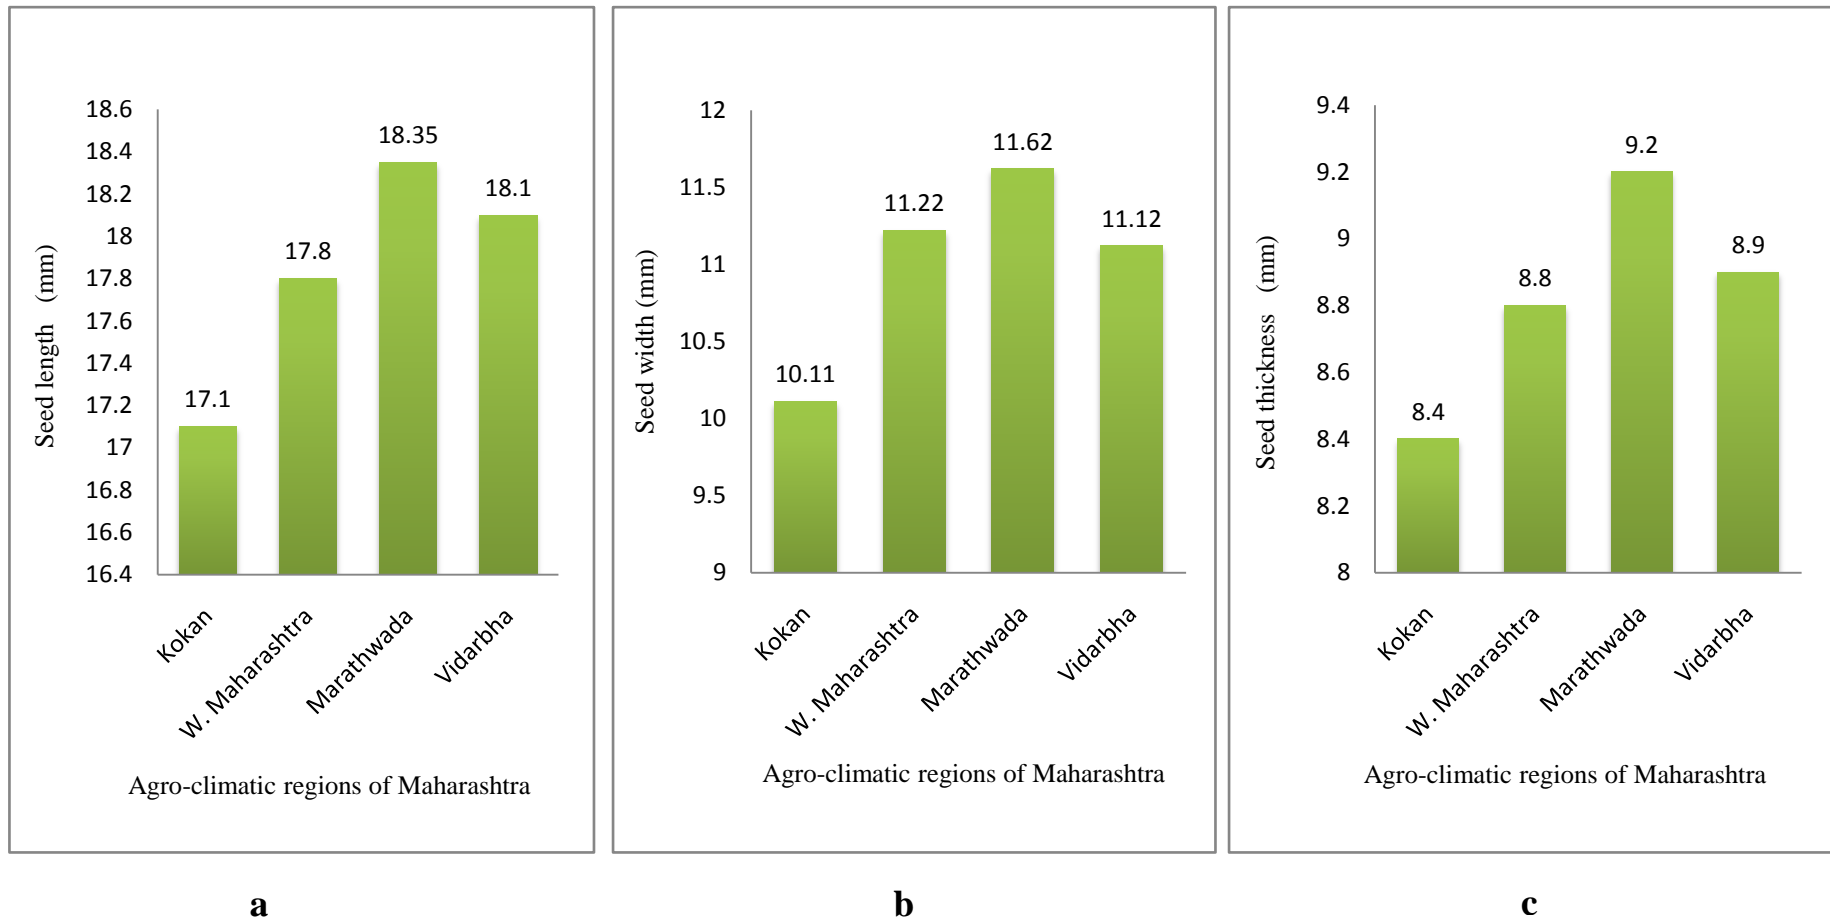 18.6
18.4
18.2
18
17.8
17.6
17.4
17.2
17
16.8
16.6
16.4
Seed length (mm)
17.1
17.8
18.35
18.1
Kokan
W. Maharashtra
Marathwada
Vidarbha
Agro-climatic regions of Maharashtra
a
12
11.5
11
10.5
10
9.5
9
Seed width (mm)
10.11
11.22
11.62
11.12
Kokan
W. Maharashtra
Marathwada
Vidarbha
Agro-climatic regions of Maharashtra
b
9.4
9.2
9
8.8
8.6
8.4
8.2
8
Seed thickness (mm)
8.4
8.8
9.2
8.9
Kokan
W. Maharashtra
Marathwada
Vidarbha
Agro-climatic regions of Maharashtra
c